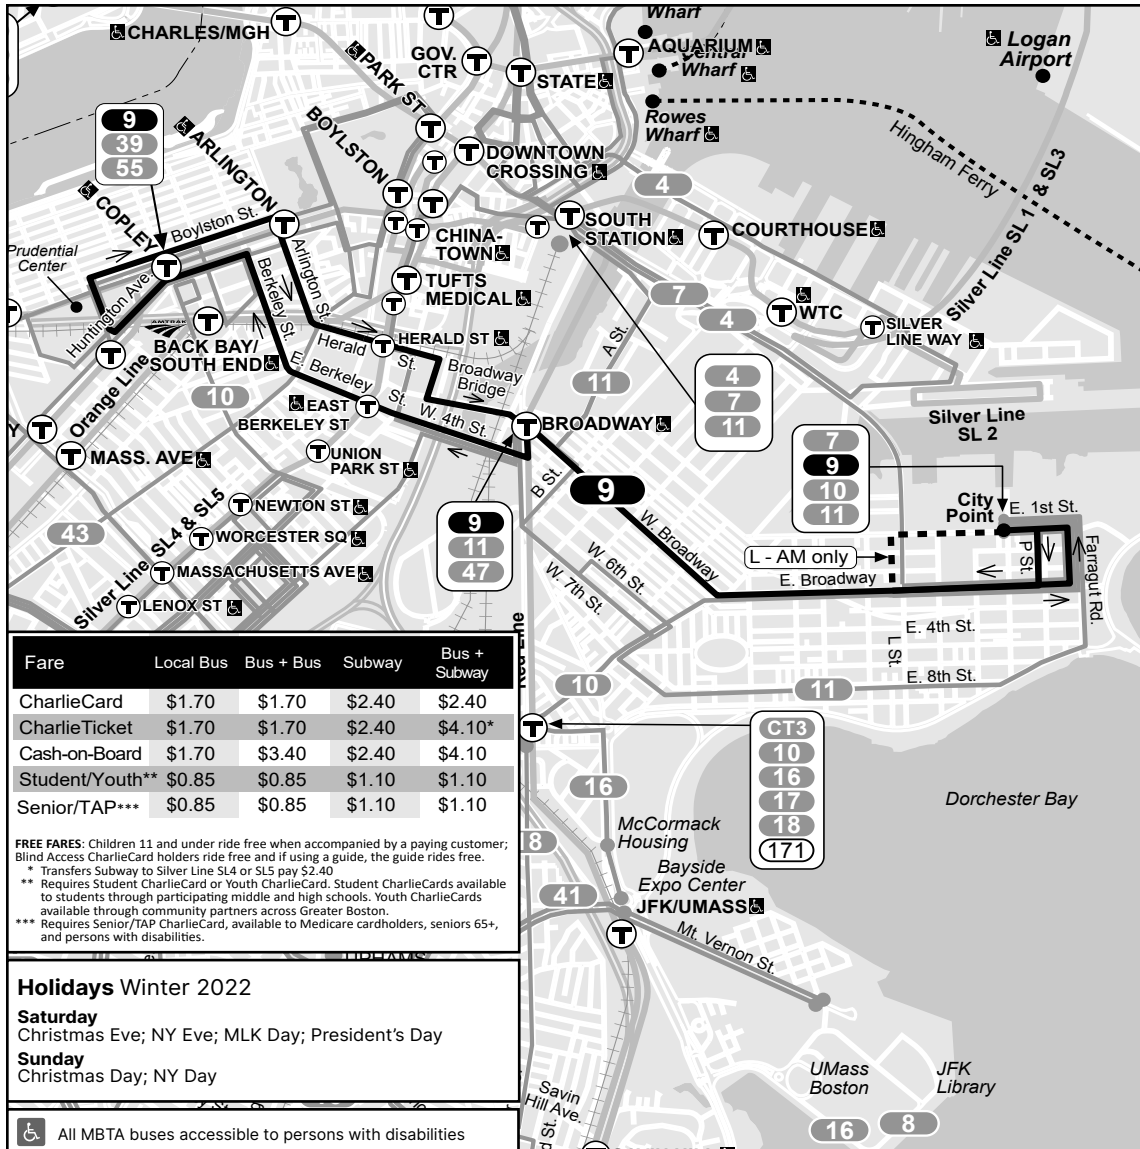 CHARLES/MGH
PARK ST
GOV.
CTR
STATE
AQUARIUM
Wharf
Central
Wharf
Rowes
Wharf
Logan
Airport
Hingham Ferry
9
39
55
ARLINGTON
BOYLSTON
DOWNTOWN
CROSSING
COPLEY
Boylston St.
Prudential
Center
Huntington Ave.
AMTRAK
Berkeley St.
Arlington St.
CHINA-
TOWN
TUFTS
MEDICAL
SOUTH
STATION
COURTHOUSE
4
7
4
WTC
SILVER
LINE WAY
Silver Line SL 1 & SL3
BACK BAY/
SOUTH END
Herald
St.
HERALD ST
Broadway
Bridge
A St.
11
4
7
11
Silver Line
SL 2
Orange Line
10
E. Berkeley
St.
EAST
BERKELEY ST
W. 4th St.
BROADWAY
Y
MASS. AVE
UNION
PARK ST
B St.
9
W. Broadway
7
9
10
11
City
Point
E. 1st St.
43
NEWTON ST
WORCESTER SQ
MASSACHUSETTS AVE
LENOX ST
Silver Line SL4 & SL5
9
11
47
W. 6th St.
W. 7th St.
L - AM only
E. Broadway
P St.
Farragut Rd.
E. 4th St.
L St.
E. 8th St.
Red Line
10
11
Fare Local Bus Bus + Bus Subway Bus + Subway
CharlieCard $1.70 $1.70 $2.40 $2.40
CharlieTicket $1.70 $1.70 $2.40 $4.10*
Cash-on-Board $1.70 $3.40 $2.40 $4.10
Student/Youth** $0.85 $0.85 $1.10 $1.10
Senior/TAP*** $0.85 $0.85 $1.10 $1.10
FREE FARES: Children 11 and under ride free when accompanied by a paying customer;
Blind Access CharlieCard holders ride free and if using a guide, the guide rides free.
* Transfers Subway to Silver Line SL4 or SL5 pay $2.40
** Requires Student CharlieCard or Youth CharlieCard. Student CharlieCards available
to students through participating middle and high schools. Youth CharlieCards
available through community partners across Greater Boston.
*** Requires Senior/TAP CharlieCard, available to Medicare cardholders, seniors 65+,
and persons with disabilities.
CT3
10
16
17
18
171
16
8
41
McCormack
Housing
Bayside
Expo Center
JFK/UMASS
Mt. Vernon St.
Dorchester Bay
UPHAMS
Holidays Winter 2022
Saturday
Christmas Eve; NY Eve; MLK Day; President's Day
Sunday
Christmas Day; NY Day
UMass
Boston
JFK
Library
Savin
Hill Ave.
16
8
All MBTA buses accessible to persons with disabilities